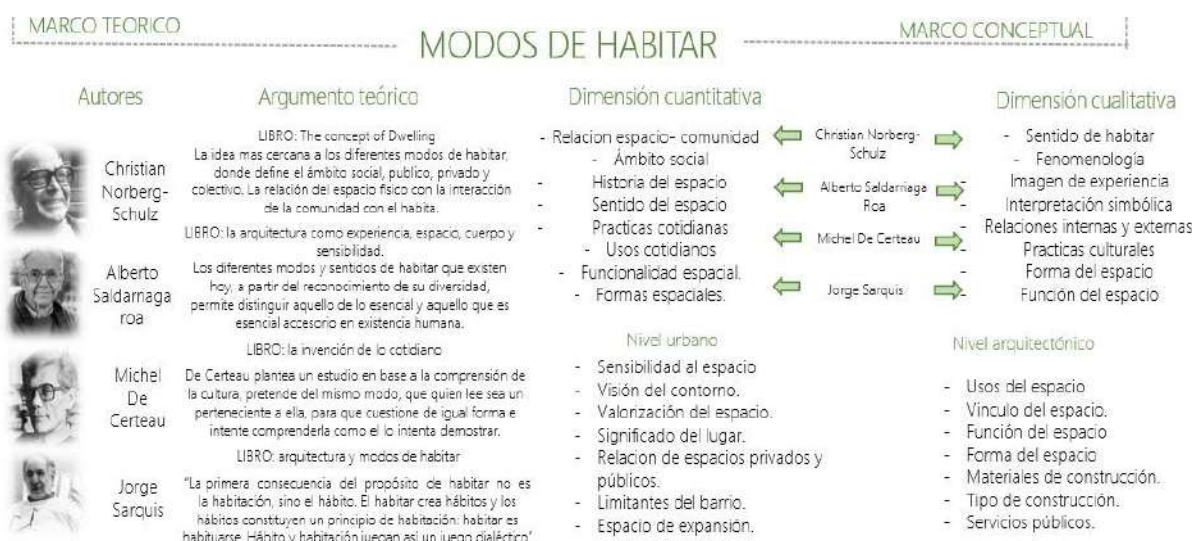 MARCO TEORICO
MODOS DE HABITAR
MARCO CONCEPTUAL
Autores
Argumento teórico
Christian
Norberg-
Schulz
LIBRO: The concept of Dwelling
La idea mas cercana a los diferentes modos de habitar,
donde define el ámbito social, publico, privado y
colectivo. La relación del espacio físico con la interacción
de la comunidad con el habita.
Alberto
Saldarnaga
roa
LIBRO: la arquitectura como experiencia, espacio, cuerpo y
sensibilidad.
Los diferentes modos y sentidos de habitar que existen
hoy, a partir del reconocimiento de su diversidad,
permite distinguir aquello de lo esencial y aquello que es
esencial accesorio en existencia humana.
Michel
De
Certeau
LIBRO: la invención de lo cotidiano
De Certeau plantea un estudio en base a la comprensión de
la cultura, pretende del mismo modo, que quien lee sea un
perteneciente a ella, para que cuestione de igual forma e
intente comprenderla como el lo intenta demostrar.
Jorge
Sarquis
LIBRO: arquitectura y modos de habitar
"La primera consecuencia del propósito de habitar no es
la habitación, sino el hábito. El habitar crea hábitos y los
hábitos constituyen un principio de habitación: habitar es
habituarse. Hábito y habitación juegan así un juego dialéctico"
Dimensión cuantitativa
- Relacion espacio- comunidad
- Ámbito social
- Historia del espacio
- Sentido del espacio
- Practicas cotidianas
- Usos cotidianos
- Funcionalidad espacial.
- Formas espaciales.
Christian Norberg-
Schulz
Alberto Saldarriaga
Roa
Michel De Certeau
Jorge Sarquis
Dimensión cualitativa
- Sentido de habitar
- Fenomenología
- Imagen de experiencia
- Interpretación simbólica
- Relaciones internas y externas
- Practicas culturales
- Forma del espacio
- Función del espacio
Nivel urbano
- Sensibilidad al espacio
- Visión del contorno.
- Valorización del espacio.
- Significado del lugar.
- Relacion de espacios privados y
públicos.
- Limitantes del barrio.
- Espacio de expansión.
Nivel arquitectónico
- Usos del espacio
- Vinculo del espacio.
- Función del espacio
- Forma del espacio
- Materiales de construcción.
- Tipo de construcción.
- Servicios públicos.